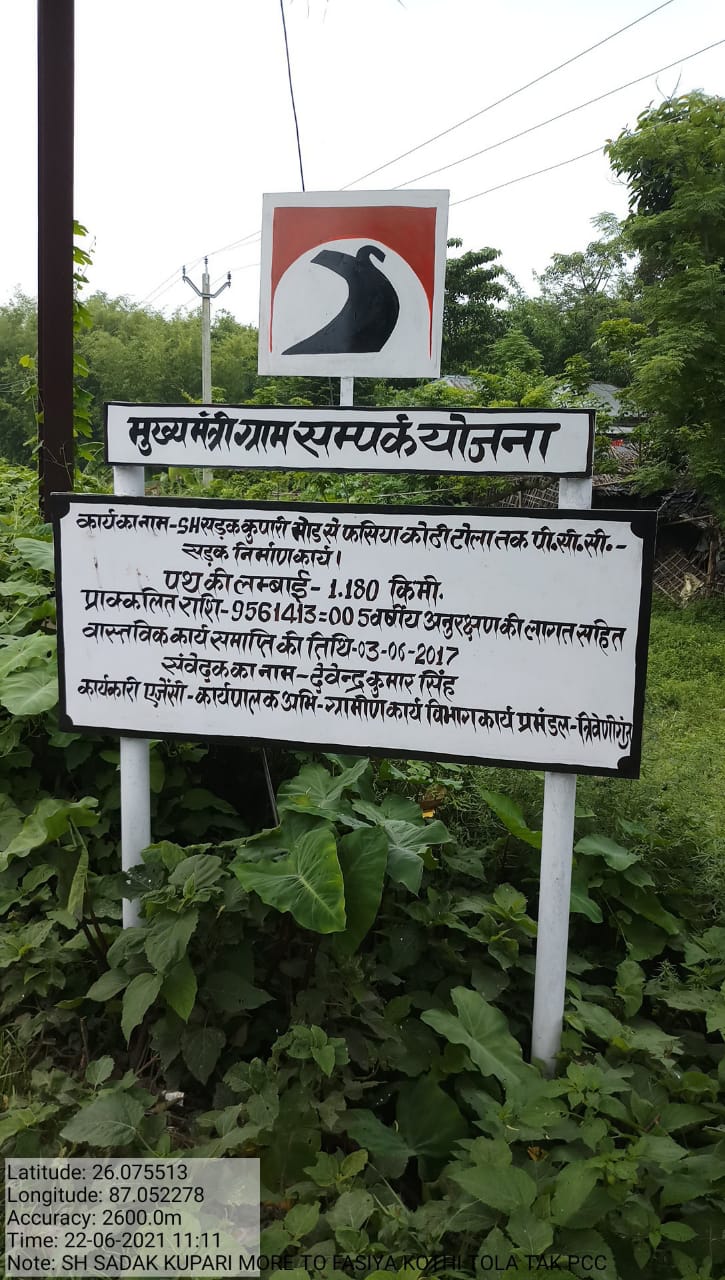 मुख्यमंत्री ग्राम सम्पर्क योजना
कार्य का नाम-SH सड़क कुपारी मोड से फसिया कोठी टोला तक पी.सी.सी.-
सड़क निर्माण कार्य।
पथ की लम्बाई- 1.180 किमी.
प्राक्कलित राशि-9561413=00 5 वर्षीय अनुरक्षण की लागत सहित
वास्तविक कार्य समाप्ति की तिथि-03-06-2017
संवेदक का नाम-देवेन्द्र कुमार सिंह
कार्यकारी एजेंसी-कार्यपालक अभि-ग्रामीण कार्य विभाग कार्य प्रमंडल-त्रिवेणीगंज
Latitude: 26.075513
Longitude: 87.052278
Accuracy: 2600.0m
Time: 22-06-2021 11:11
Note: SH SADAK KUPARI MORE TO FASIYA KOTHI TOLA TAK PCC